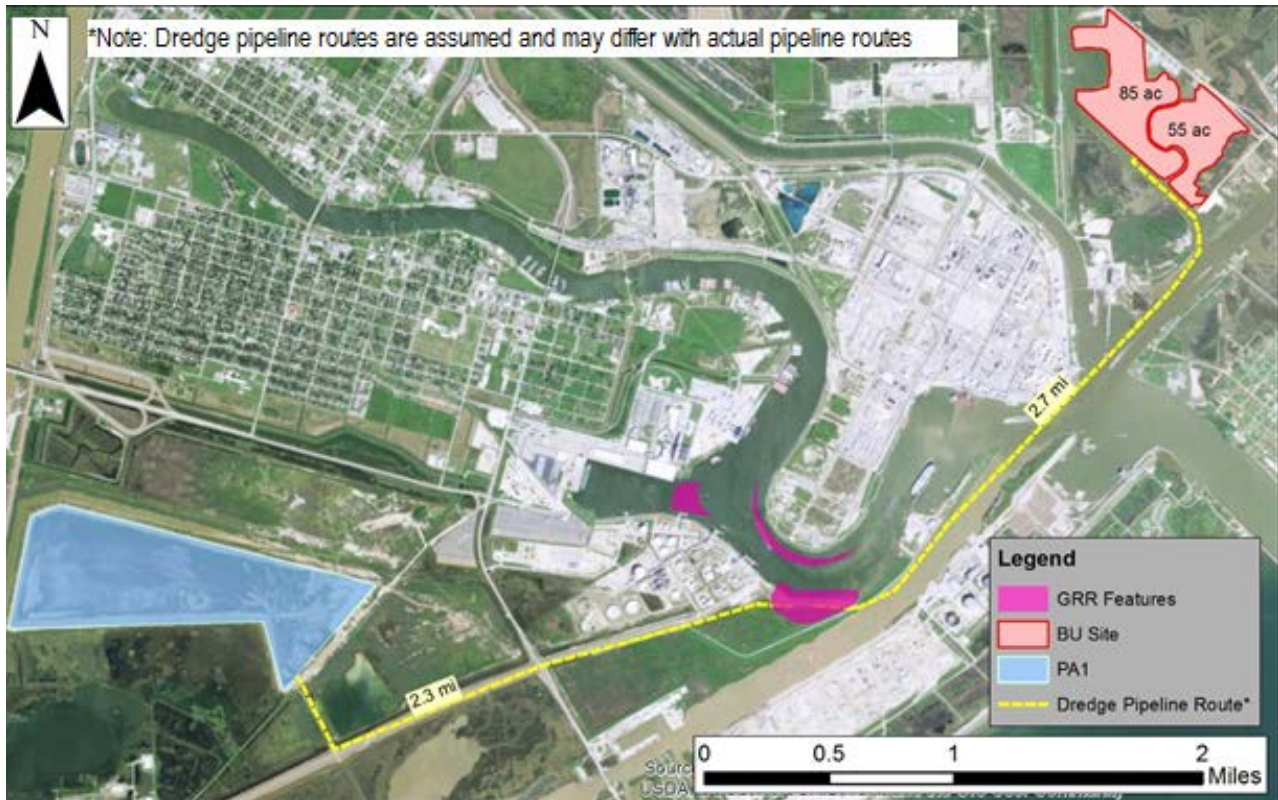 N
*Note: Dredge pipeline routes are assumed and may differ with actual pipeline routes
85 ac
55 ac
2.7 mi
2.3 mi
Legend
GRR Features
BU Site
PA1
Dredge Pipeline Route*
0 0.5 1 2
Miles
Sourc
USDA